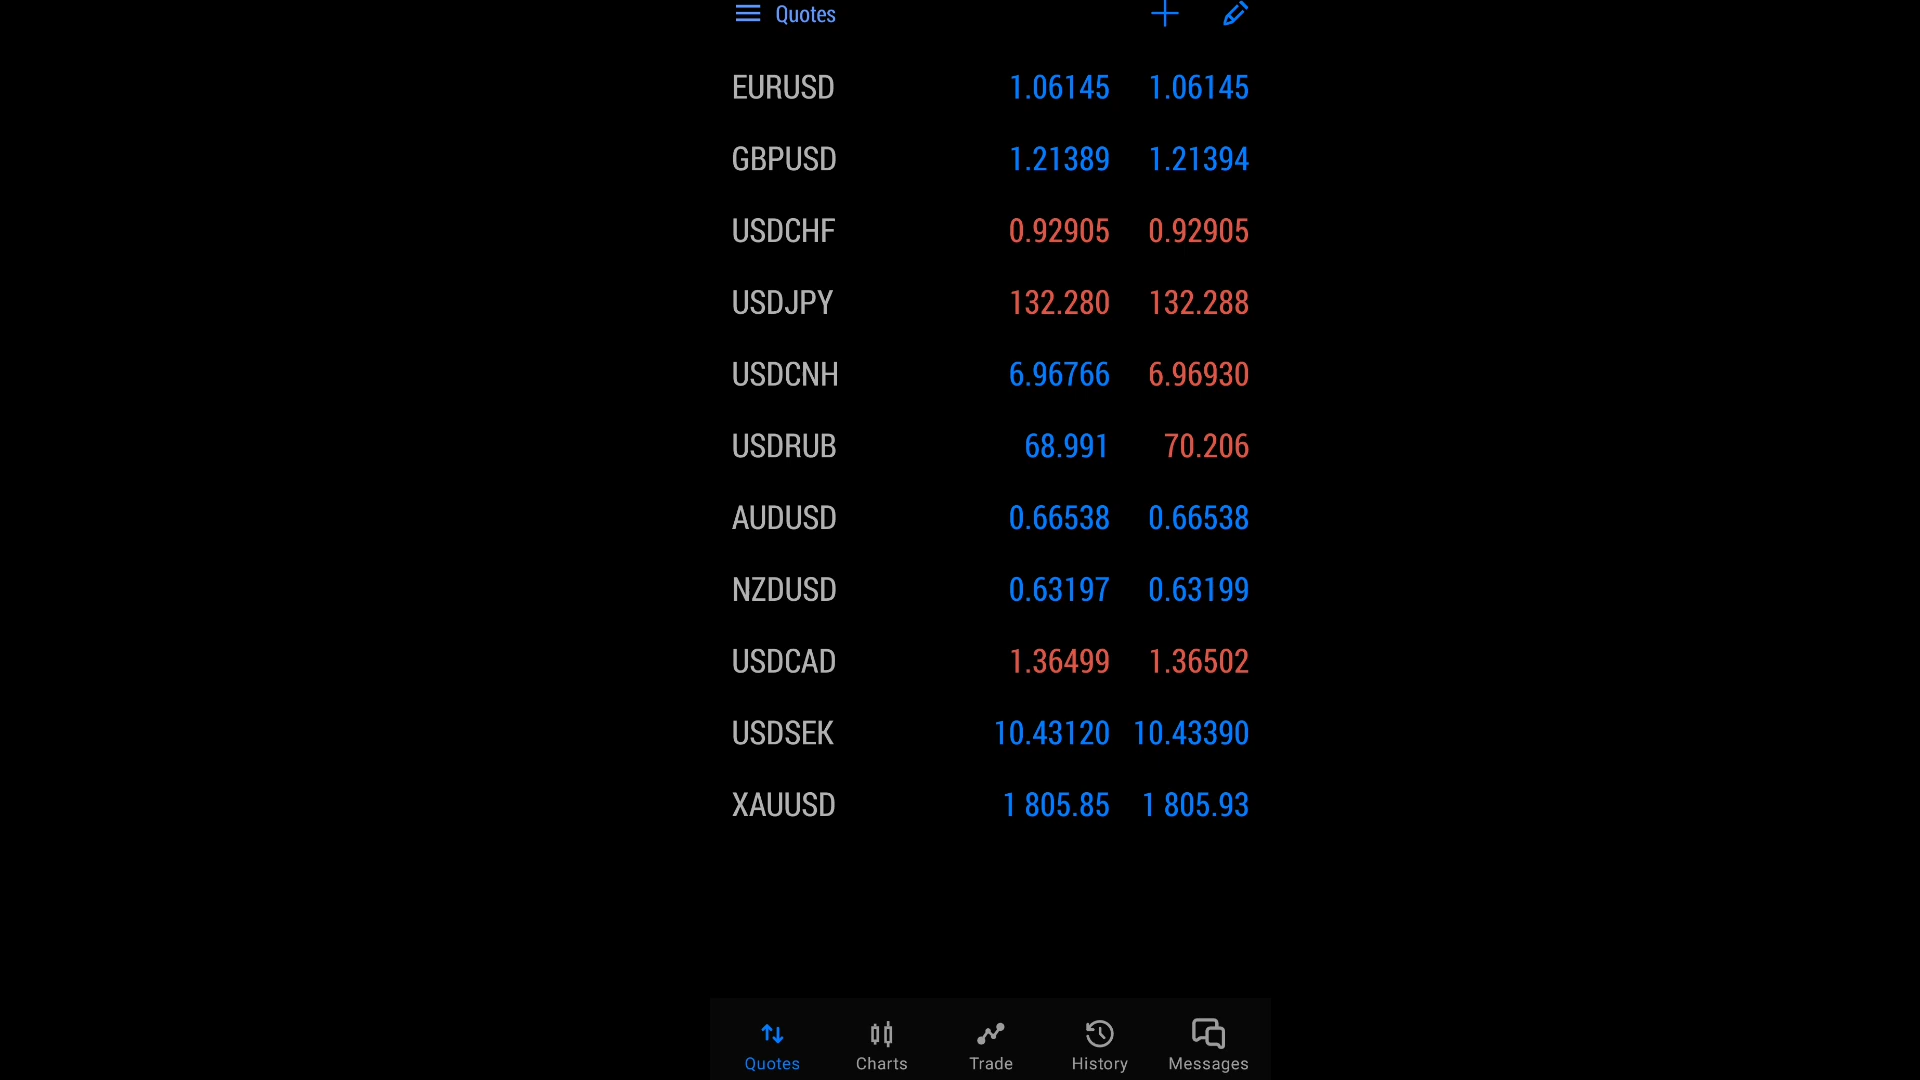 Quotes
EURUSD 1.06145 1.06145
GBPUSD 1.21389 1.21394
USDCHF 0.92905 0.92905
USDJPY 132.280 132.288
USDCNH 6.96766 6.96930
USDRUB 68.991 70.206
AUDUSD 0.66538 0.66538
NZDUSD 0.63197 0.63199
USDCAD 1.36499 1.36502
USDSEK 10.43120 10.43390
XAUUSD 1 805.85 1 805.93
Quotes Charts Trade History Messages